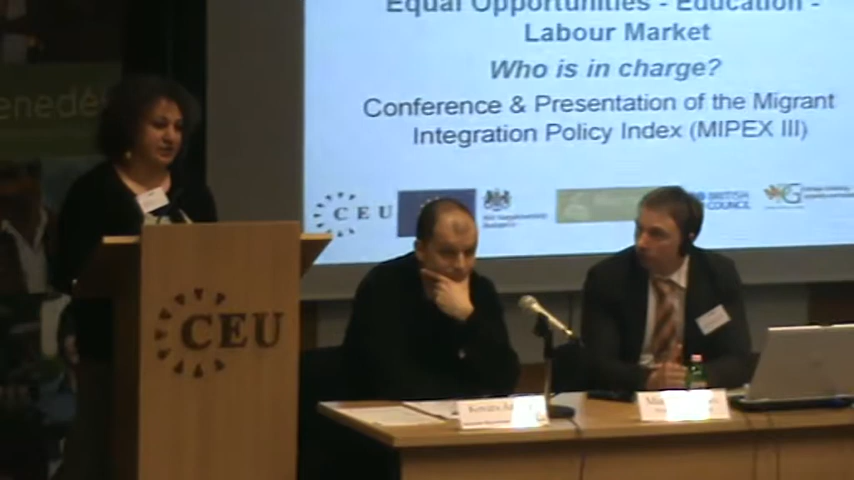 Equal Opportunities - Education -
Labour Market
Who is in charge?
Conference & Presentation of the Migrant
Integration Policy Index (MIPEX III)
CEU
BRITISH
COUNCIL
CEU